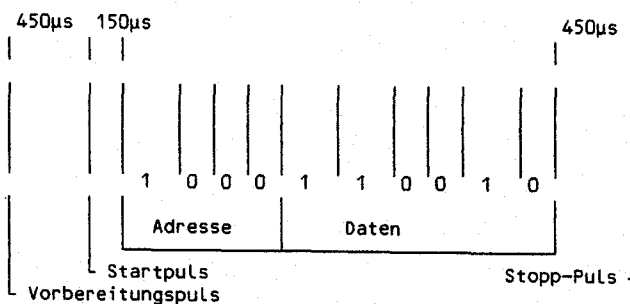 450µs 150µs 450µs
1 0 0 0 1 1 0 0 1 0
Adresse Daten
Startpuls Stopp-Puls
Vorbereitungspuls